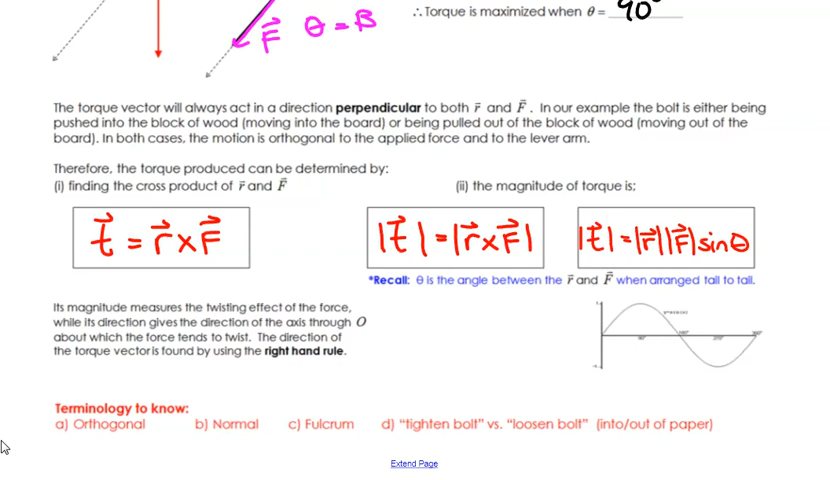 ∴ Torque is maximized when θ = 90°
F⃗ θ = B
The torque vector will always act in a direction perpendicular to both r⃗ and F⃗. In our example the bolt is either being
pushed into the block of wood (moving into the board) or being pulled out of the block of wood (moving out of the
board). In both cases, the motion is orthogonal to the applied force and to the lever arm.
Therefore, the torque produced can be determined by:
(i) finding the cross product of r⃗ and F⃗ (ii) the magnitude of torque is;
t⃗ = r⃗ x F⃗ |t⃗| = |r⃗ x F⃗| |t⃗| = |r⃗| |F⃗| sin θ
*Recall: θ is the angle between the r⃗ and F⃗ when arranged tail to tail.
Its magnitude measures the twisting effect of the force,
while its direction gives the direction of the axis through O
about which the force tends to twist. The direction of
the torque vector is found by using the right hand rule.
Terminology to know:
a) Orthogonal b) Normal c) Fulcrum d) “tighten bolt” vs. “loosen bolt” (into/out of paper)
Extend Page